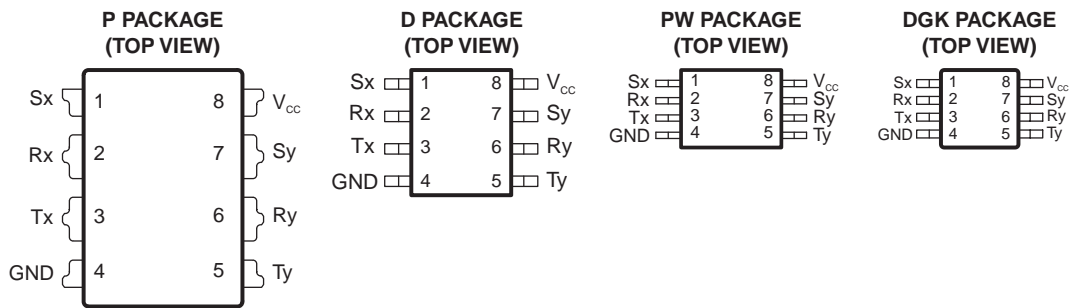 P PACKAGE
(TOP VIEW)
Sx 1 8 Vcc
Rx 2 7 Sy
Tx 3 6 Ry
GND 4 5 Ty
D PACKAGE
(TOP VIEW)
Sx 1 8 Vcc
Rx 2 7 Sy
Tx 3 6 Ry
GND 4 5 Ty
PW PACKAGE
(TOP VIEW)
Sx 1 8 Vcc
Rx 2 7 Sy
Tx 3 6 Ry
GND 4 5 Ty
DGK PACKAGE
(TOP VIEW)
Sx 1 8 Vcc
Rx 2 7 Sy
Tx 3 6 Ry
GND 4 5 Ty